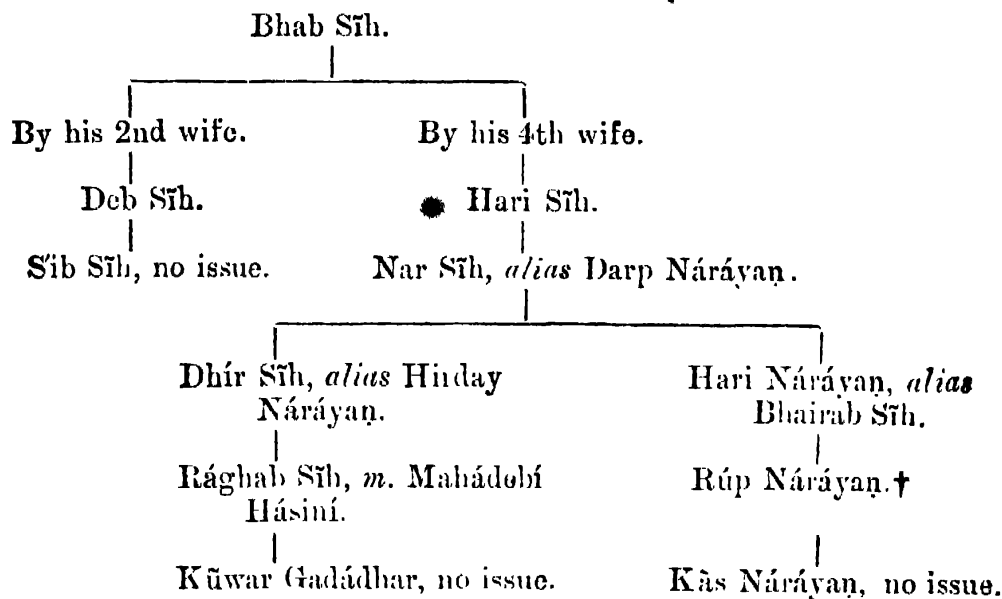 Bhab Sĩh.
By his 2nd wife. By his 4th wife.
Deb Sĩh. Hari Sĩh.
S'ib Sĩh, no issue. Nar Sĩh, alias Darp Náráyaṇ.
Dhír Sĩh, alias Hirday
Náráyaṇ.
Hari Náráyaṇ, alias
Bhairab Sĩh.
Rághab Sĩh, m. Mahádebí
Hásiní.
Rúp Náráyaṇ.†
Kũwar Gadádhar, no issue. Kàs Náráyaṇ, no issue.